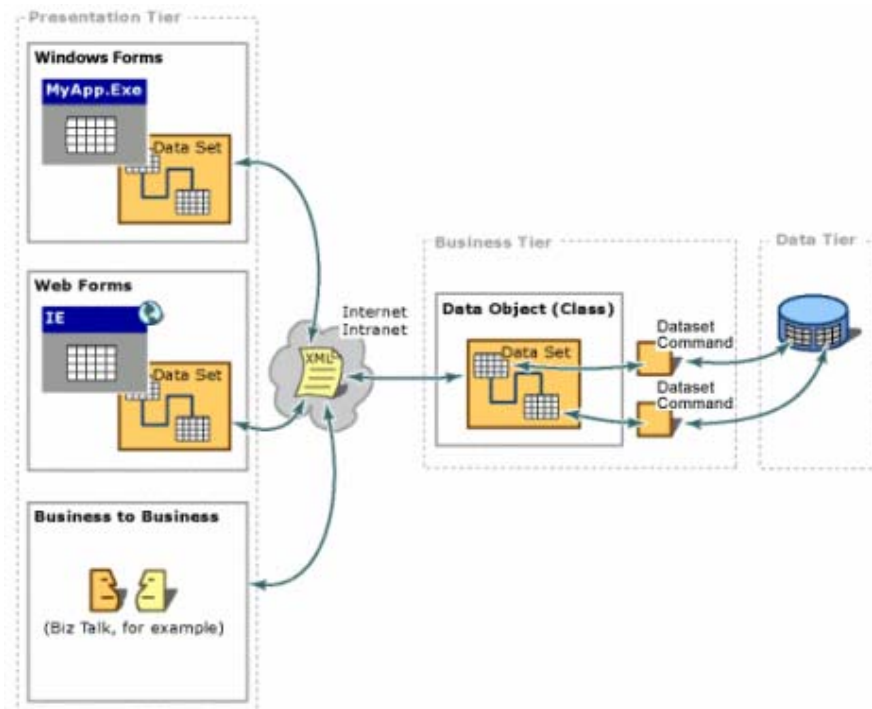 Presentation Tier
Windows Forms
MyApp.Exe
Data Set
Web Forms
IE
Data Set
Business to Business
(Biz Talk, for example)
Internet
Intranet
XML
Business Tier
Data Object (Class)
Data Set
Dataset
Command
Dataset
Command
Data Tier